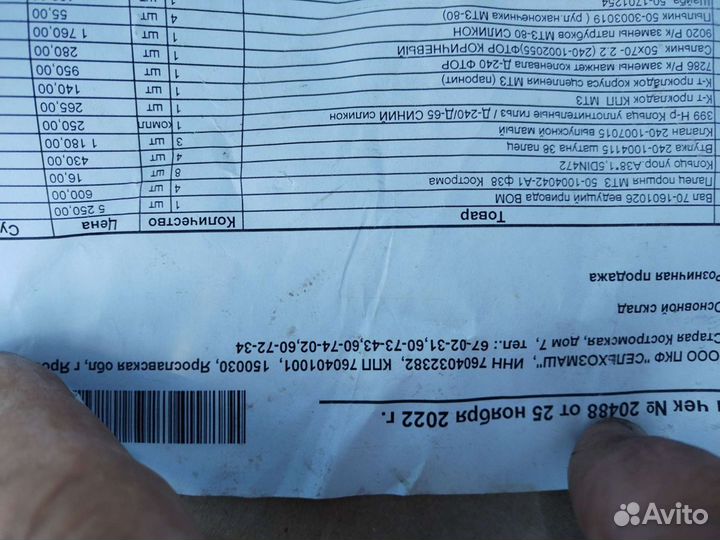 чек № 20488 от 25 ноября 2022 г.
ООО ПКФ "СЕЛЬХОЗМАШ", ИНН 7604032382, КПП 760401001, 150030, Ярославская обл, г Яро
Старая Костромская, дом 7, тел.: 67-02-31,60-73-43,60-74-02,60-72-34
Основной склад
Розничная продажа
Товар Количество Цена Су
Вал 70-1601026 ведущий привода ВОМ 1 шт 5 250,00
Палец поршня МТЗ 50-1004042-А1 ф38 Кострома 4 шт 600,00
Кольцо упор.А38*1,5DIN472 8 шт 16,00
Втулка 240-1004115 шатуна 38 палец 4 шт 430,00
Клапан 240-1007015 выпускной малый 3 шт 1 180,00
399 Н-р Кольца уплотнительные гильз / Д-240/Д-65 СИНИЙ силикон 1 компл 250,00
К-т прокладок КПП МТЗ 1 шт 265,00
К-т прокладок корпуса сцепления МТЗ (паронит) 1 шт 140,00
7286 Р/к замены манжет коленвала Д-240 ФТОР 1 шт 950,00
Сальник 50х70- 2.2 (240-1002055)ФТОР КОРИЧНЕВЫЙ 1 шт 280,00
9020 Р/к замены патрубков МТЗ-80 СИЛИКОН 1 шт 1 760,00
Пыльник 50-3003019 ( рул.наконечника МТЗ-80) 4 шт 55,00
Шайба 50-1701254
Avito